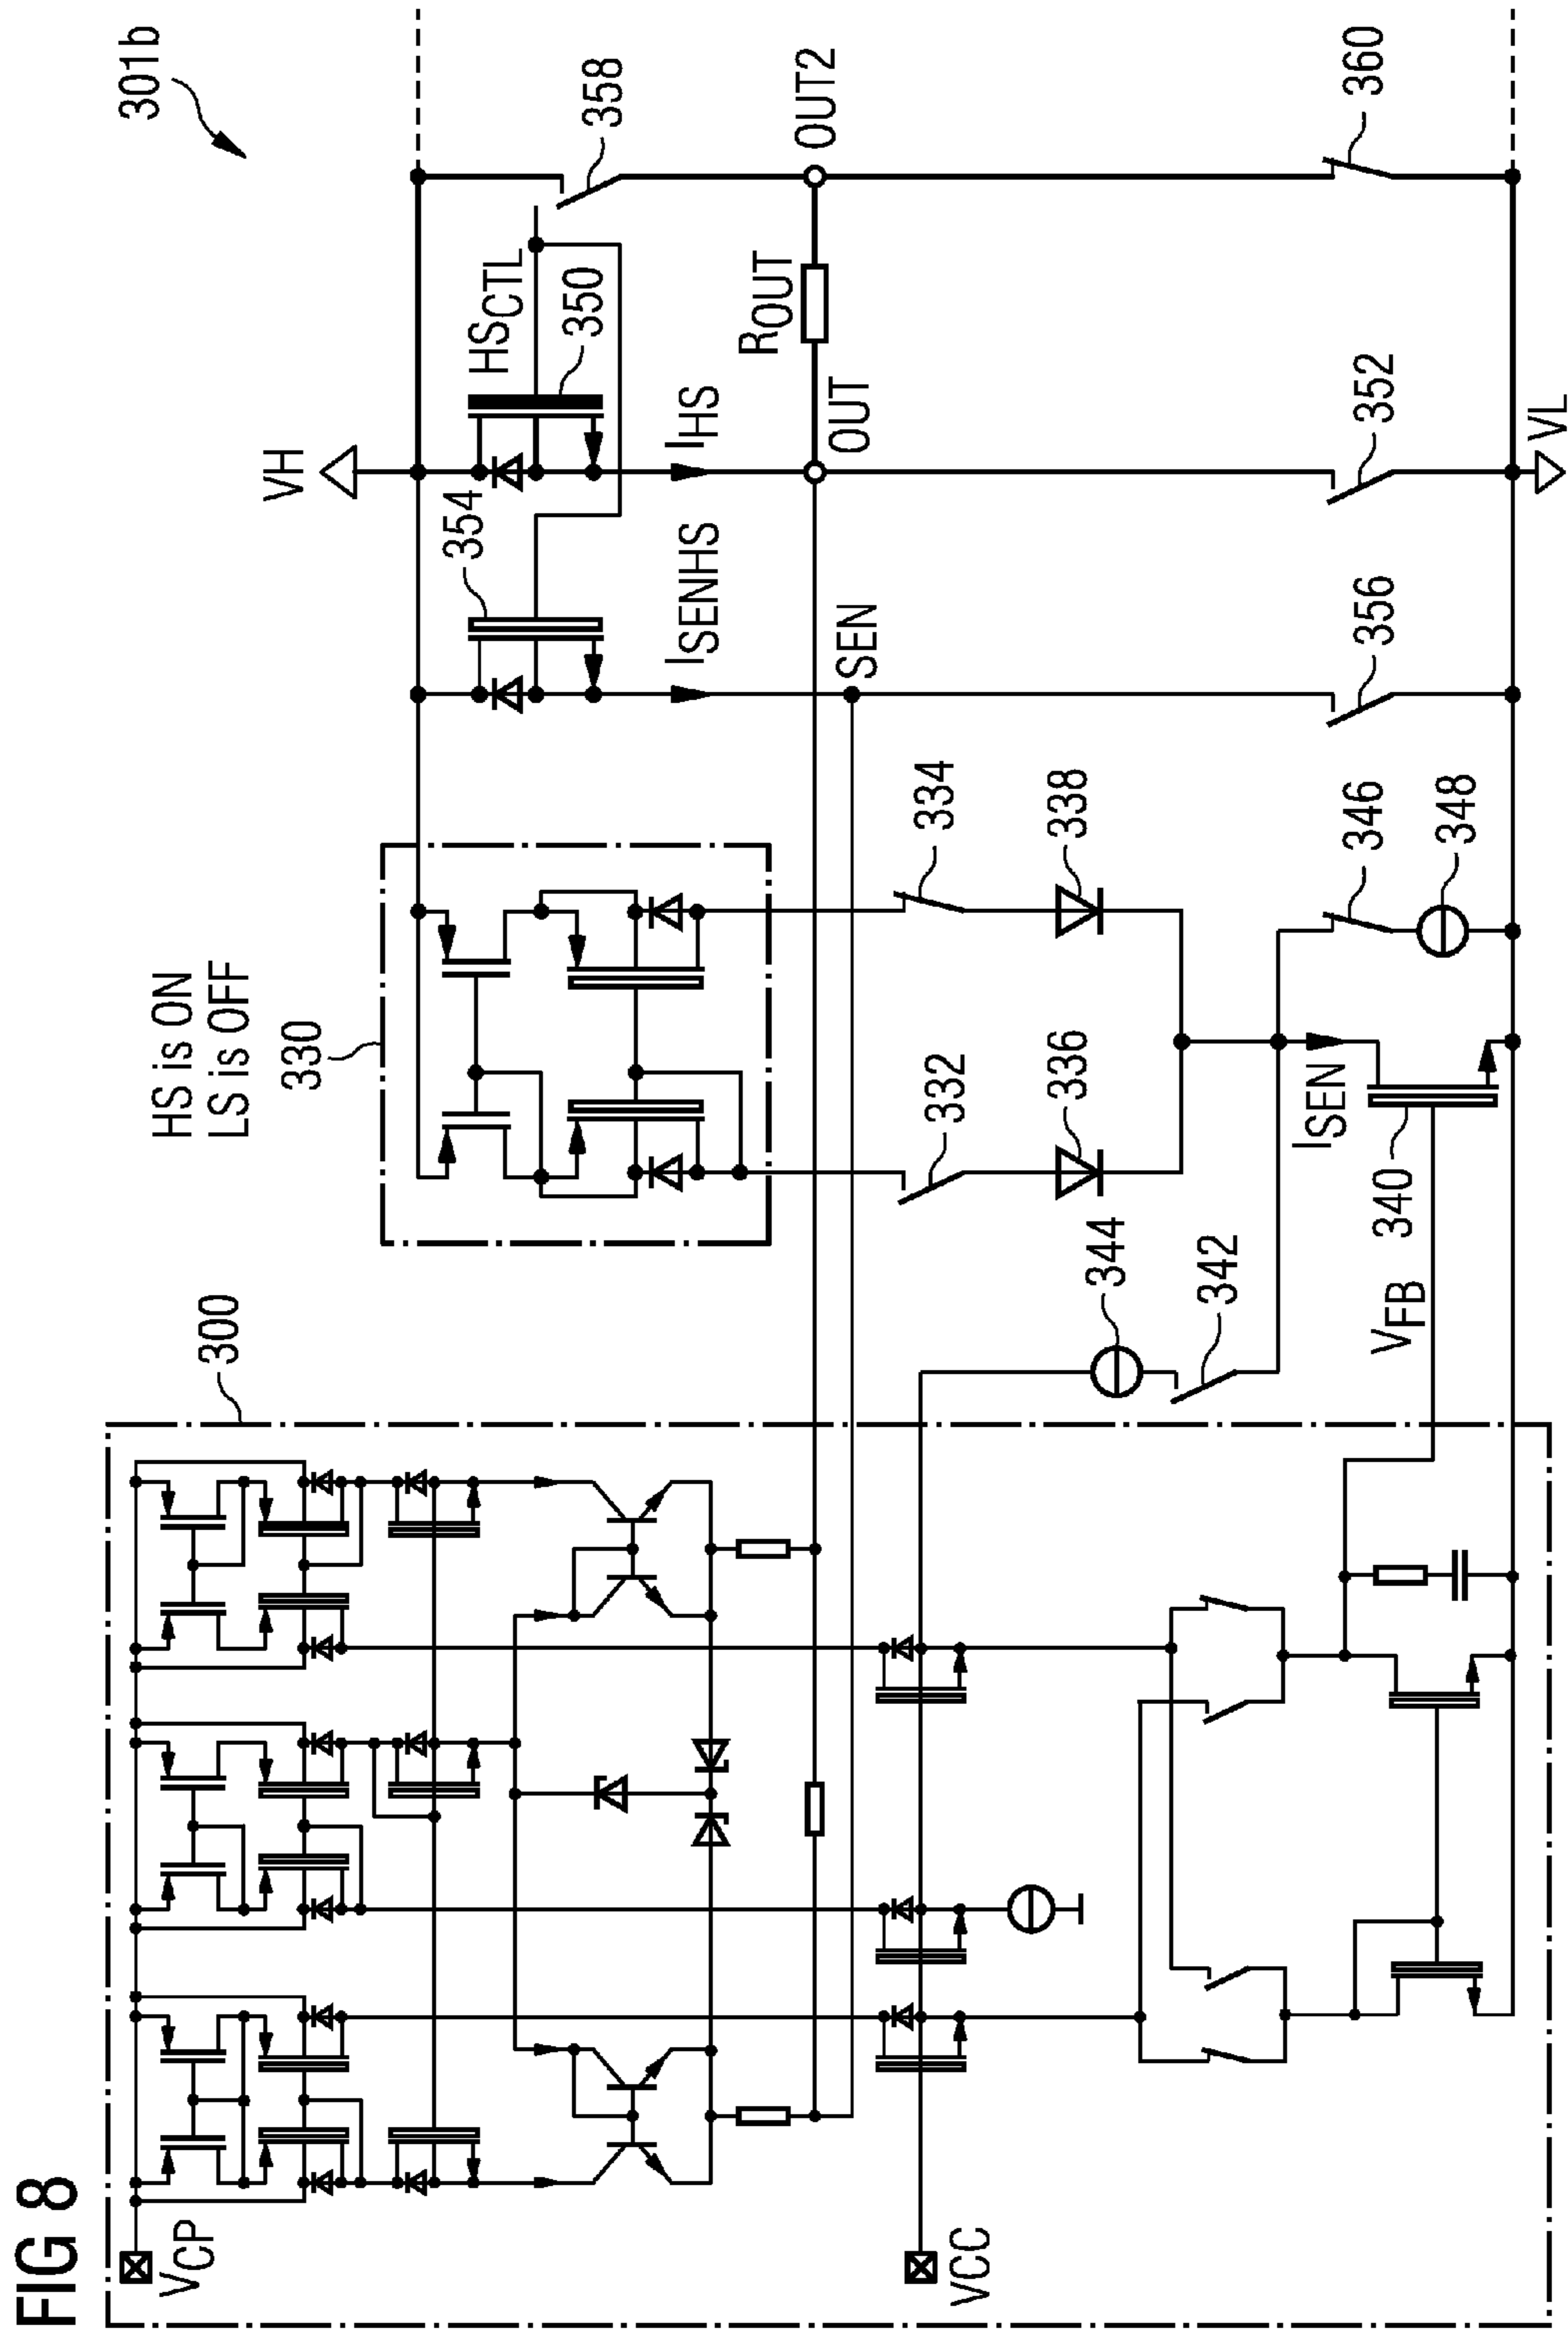 FIG 8
301b
HS is ON
LS is OFF
VH
HS_CTL
350
358
354
330
300
V_CP
I_HS
I_SENHS
R_OUT
OUT
OUT2
SEN
VCC
334
332
338
336
344
342
352
356
360
346
348
I_SEN
340
V_FB
VL